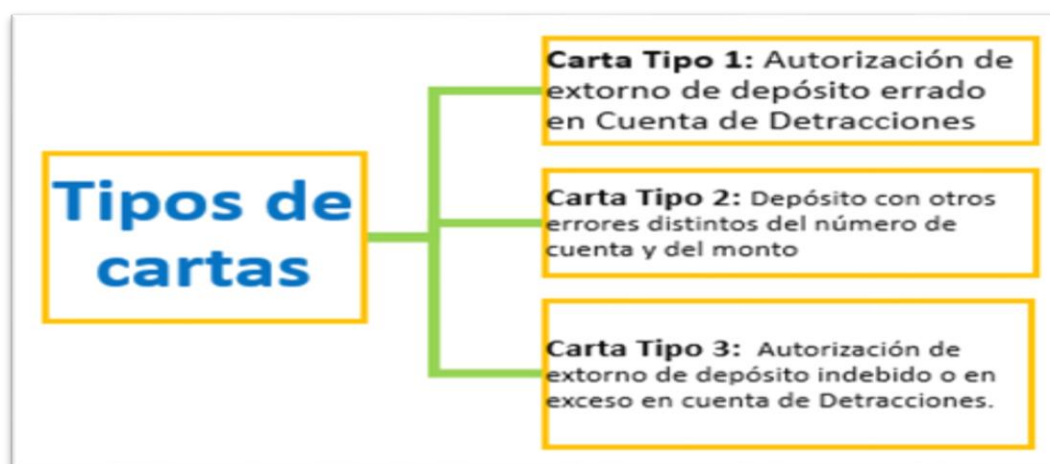 Tipos de
cartas
Carta Tipo 1: Autorización de
extorno de depósito errado
en Cuenta de Detracciones
Carta Tipo 2: Depósito con otros
errores distintos del número de
cuenta y del monto
Carta Tipo 3: Autorización de
extorno de depósito indebido o en
exceso en cuenta de Detracciones.